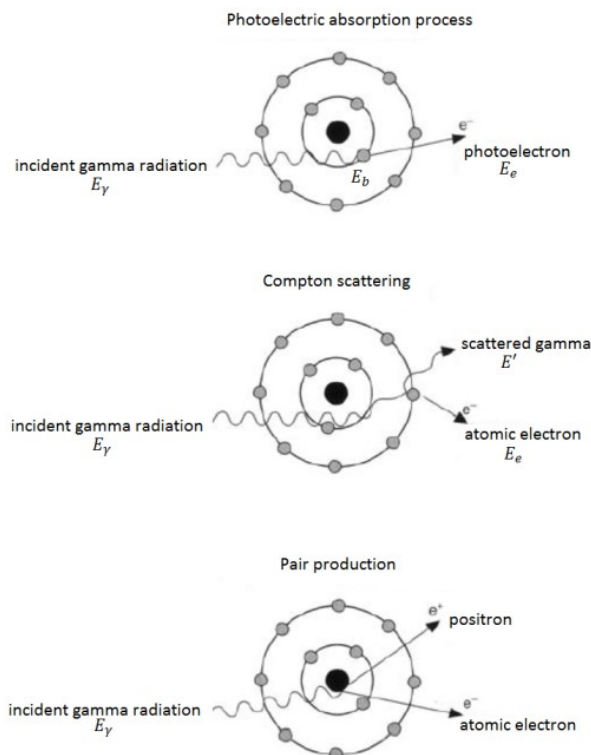 Photoelectric absorption process
e⁻
incident gamma radiation
E_γ
E_b
photoelectron
E_e
Compton scattering
scattered gamma
E'
e⁻
incident gamma radiation
E_γ
atomic electron
E_e
Pair production
e⁺
positron
e⁻
incident gamma radiation
E_γ
atomic electron